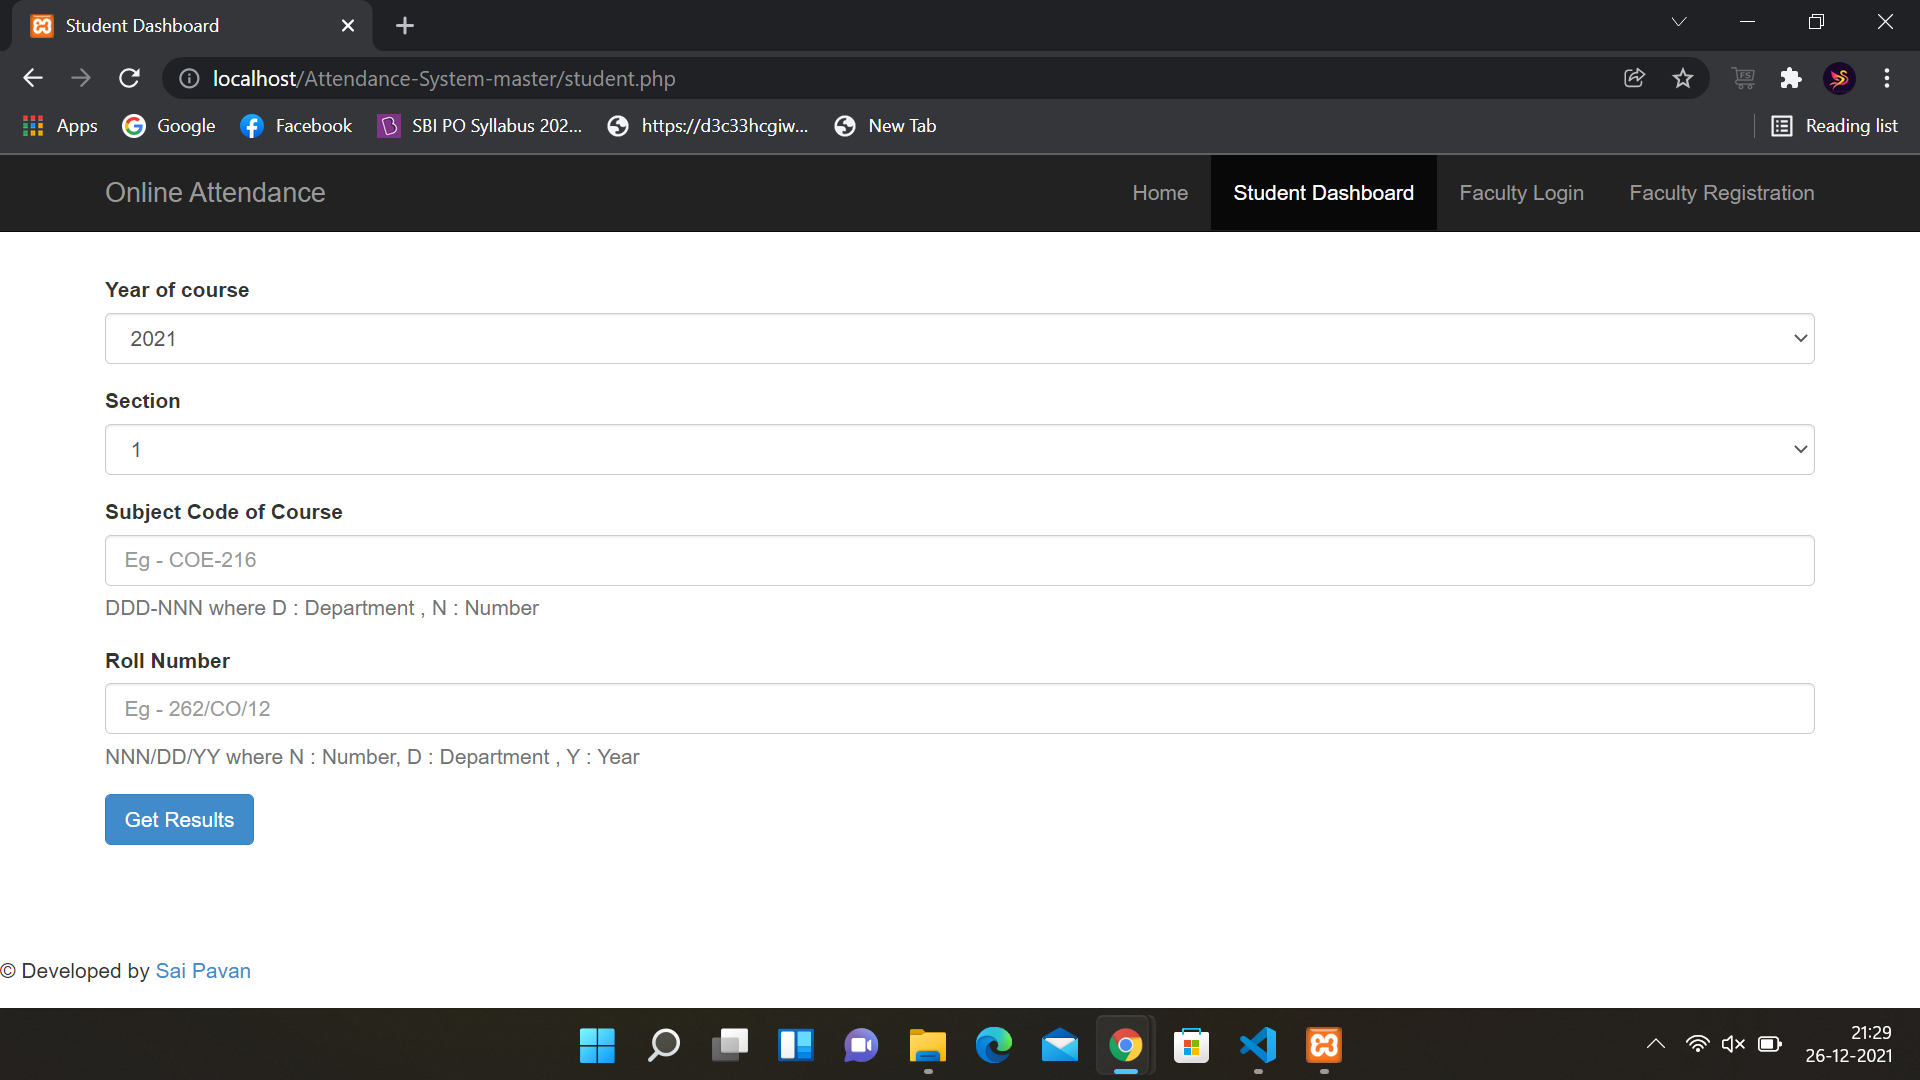 Student Dashboard
localhost/Attendance-System-master/student.php
Apps Google Facebook SBI PO Syllabus 202... https://d3c33hcgiw... New Tab Reading list
Online Attendance Home Student Dashboard Faculty Login Faculty Registration
Year of course
2021
Section
1
Subject Code of Course
Eg - COE-216
DDD-NNN where D : Department , N : Number
Roll Number
Eg - 262/CO/12
NNN/DD/YY where N : Number, D : Department , Y : Year
Get Results
© Developed by Sai Pavan
21:29
26-12-2021